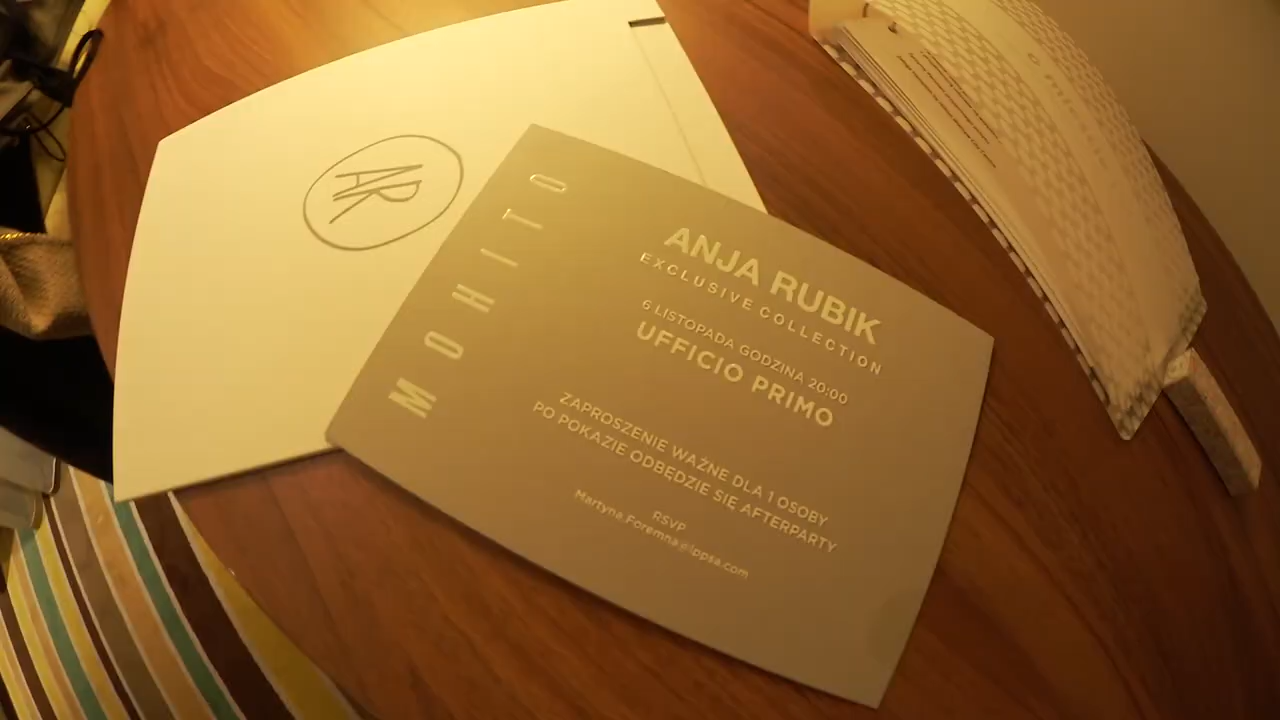 AR
MOHITO
ANJA RUBIK
EXCLUSIVE COLLECTION
6 LISTOPADA GODZINA 20:00
UFFICIO PRIMO
ZAPROSZENIE WAŻNE DLA 1 OSOBY
PO POKAZIE ODBĘDZIE SIĘ AFTERPARTY
RSVP
Martyna.Foremna@lppsa.com